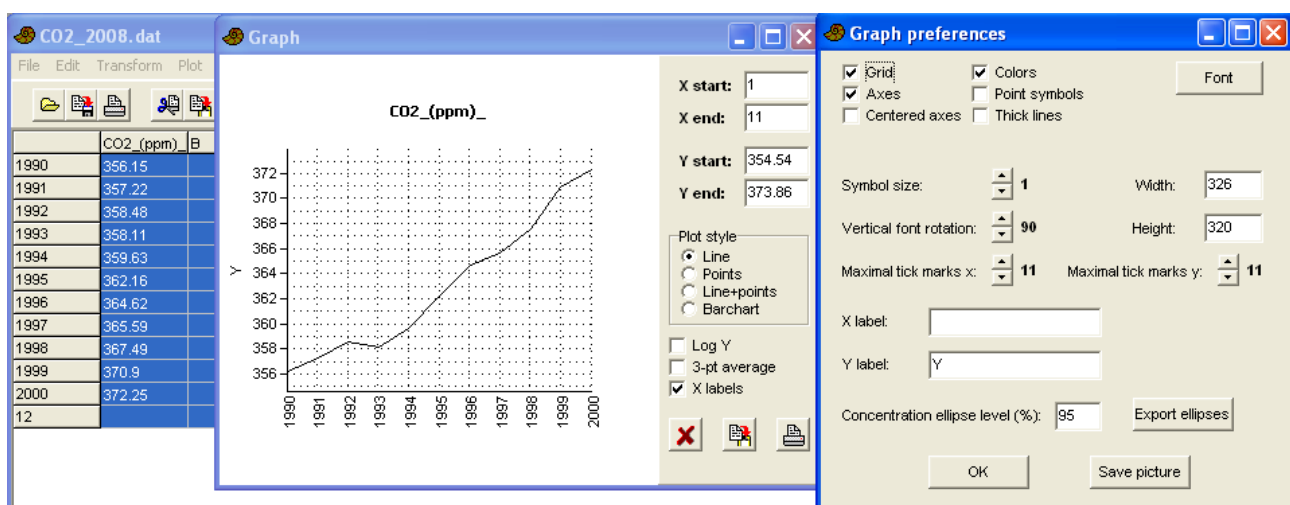 CO2_2008.dat
File Edit Transform Plot
CO2_(ppm)_ B
1990 356.15
1991 357.22
1992 358.48
1993 358.11
1994 359.63
1995 362.16
1996 364.62
1997 365.59
1998 367.49
1999 370.9
2000 372.25
12
Graph
CO2_(ppm)_
Y
372
370
368
366
364
362
360
358
356
1990 1991 1992 1993 1994 1995 1996 1997 1998 1999 2000
X start: 1
X end: 11
Y start: 354.54
Y end: 373.86
Plot style
Line
Points
Line+points
Barchart
Log Y
3-pt average
X labels
Graph preferences
Grid Colors Font
Axes Point symbols
Centered axes Thick lines
Symbol size: 1 Width: 326
Vertical font rotation: 90 Height: 320
Maximal tick marks x: 11 Maximal tick marks y: 11
X label:
Y label: Y
Concentration ellipse level (%): 95 Export ellipses
OK Save picture